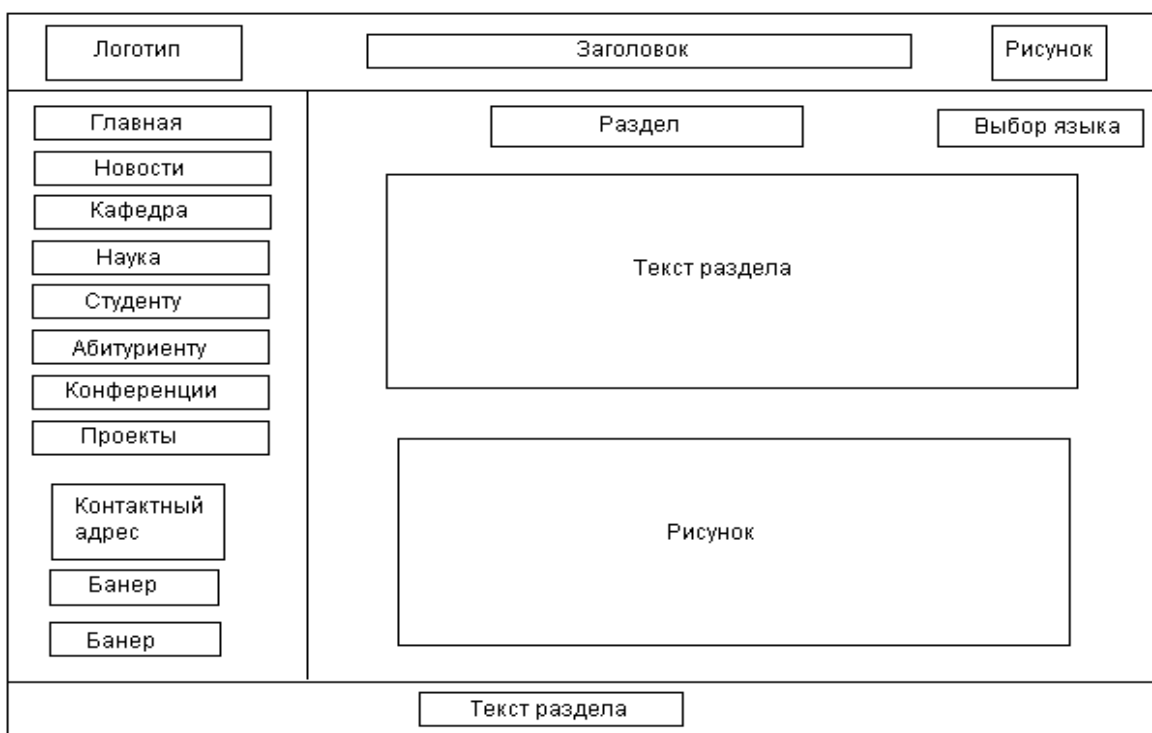 Логотип
Заголовок
Рисунок
Главная
Новости
Кафедра
Наука
Студенту
Абитуриенту
Конференции
Проекты
Контактный
адрес
Банер
Банер
Раздел
Выбор языка
Текст раздела
Рисунок
Текст раздела